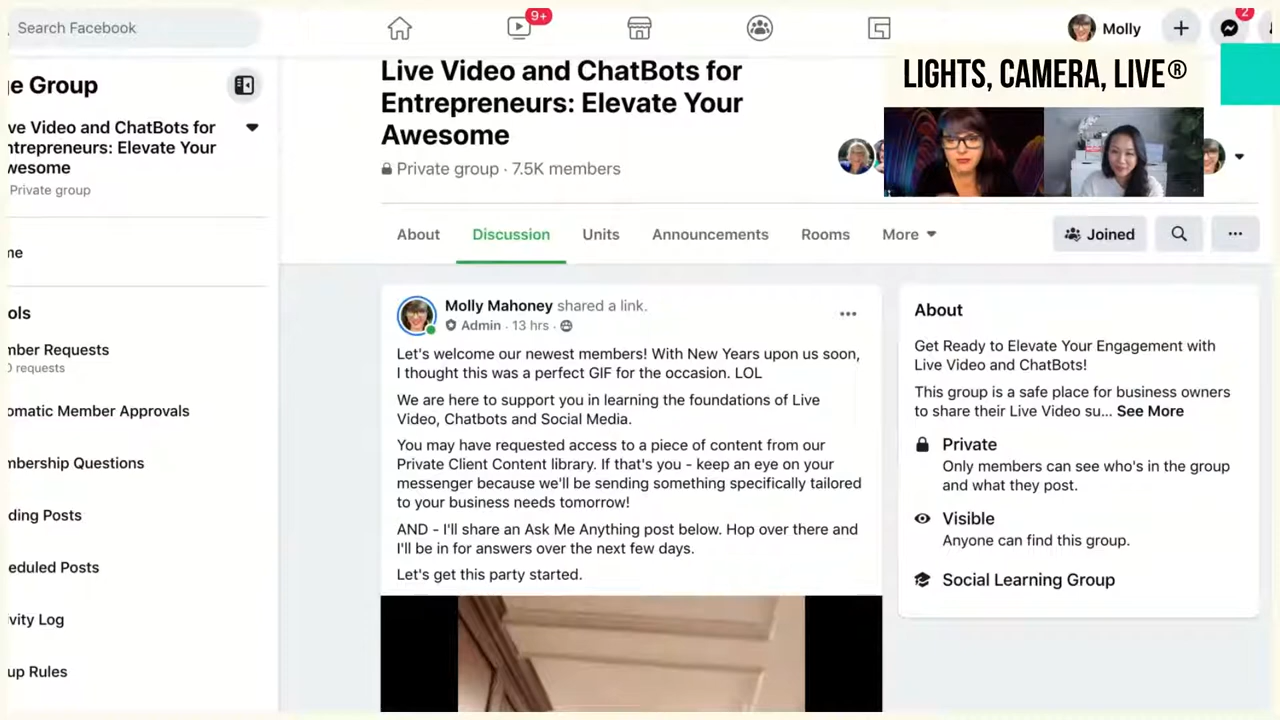 Search Facebook
9+
Molly
2
LIGHTS, CAMERA, LIVE®
ge Group
ve Video and ChatBots for
ntrepreneurs: Elevate Your
wesome
Private group
me
ols
mber Requests
0 requests
omatic Member Approvals
mbership Questions
ding Posts
eduled Posts
ivity Log
up Rules
Live Video and ChatBots for
Entrepreneurs: Elevate Your
Awesome
Private group · 7.5K members
About Discussion Units Announcements Rooms More
Joined
Molly Mahoney shared a link.
Admin · 13 hrs ·
Let's welcome our newest members! With New Years upon us soon,
I thought this was a perfect GIF for the occasion. LOL
We are here to support you in learning the foundations of Live
Video, Chatbots and Social Media.
You may have requested access to a piece of content from our
Private Client Content library. If that's you - keep an eye on your
messenger because we'll be sending something specifically tailored
to your business needs tomorrow!
AND - I'll share an Ask Me Anything post below. Hop over there and
I'll be in for answers over the next few days.
Let's get this party started.
About
Get Ready to Elevate Your Engagement with
Live Video and ChatBots!
This group is a safe place for business owners
to share their Live Video su... See More
Private
Only members can see who's in the group
and what they post.
Visible
Anyone can find this group.
Social Learning Group